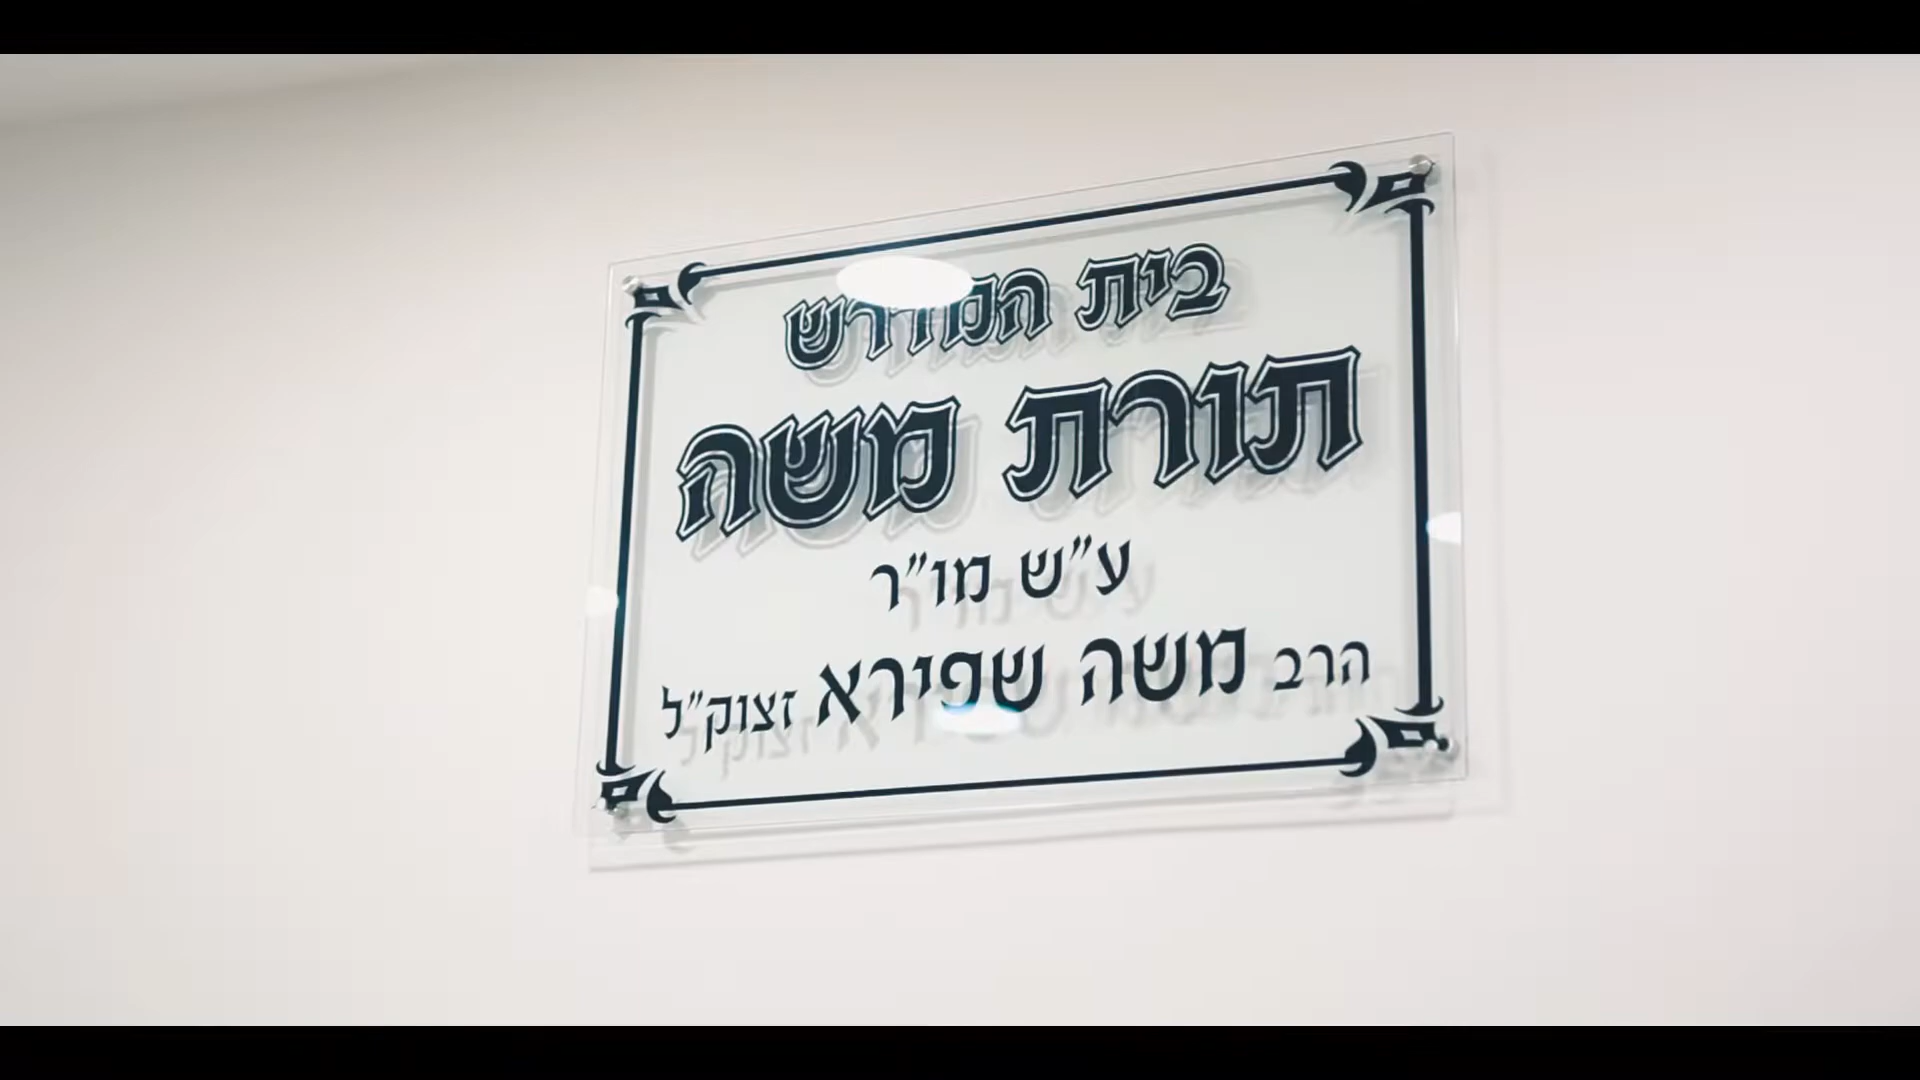 בית המדרש
תורת משה
ע"ש מו"ר
הרב משה שפירא זצוק"ל